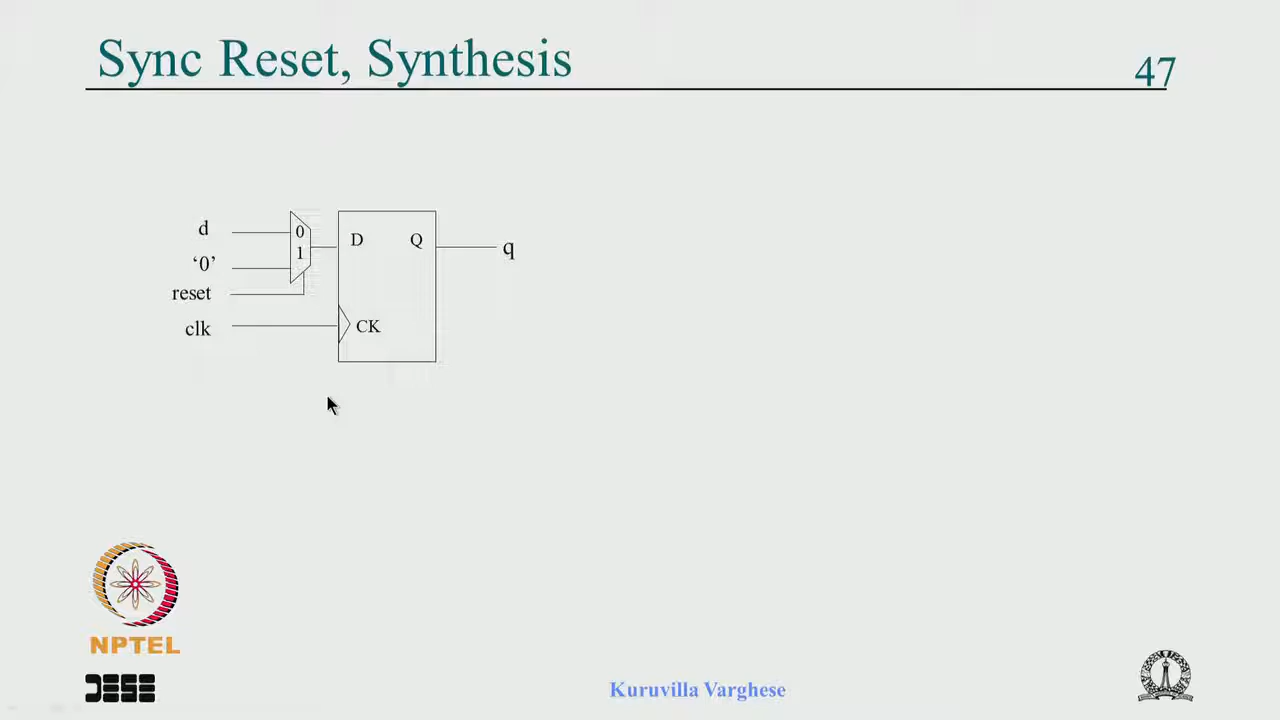 Sync Reset, Synthesis
47
d
0
D
Q
q
1
‘0’
reset
clk
CK
NPTEL
Kuruvilla Varghese